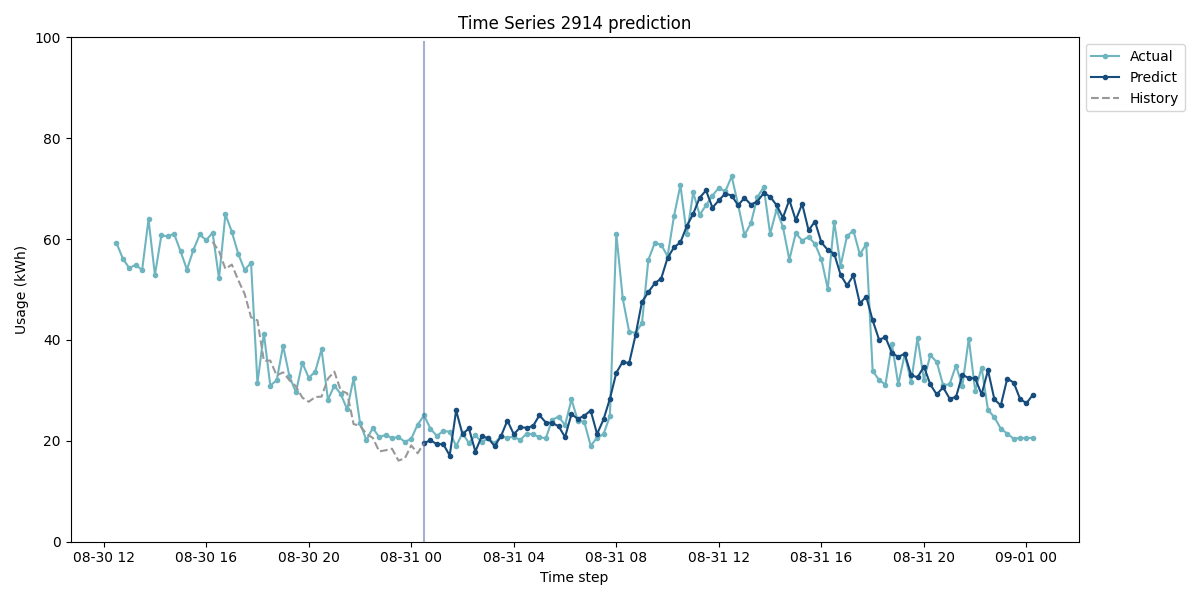 Time Series 2914 prediction
100
80
60
40
20
0
Usage (kWh)
08-30 12
08-30 16
08-30 20
08-31 00
08-31 04
08-31 08
08-31 12
08-31 16
08-31 20
09-01 00
Time step
Actual
Predict
History